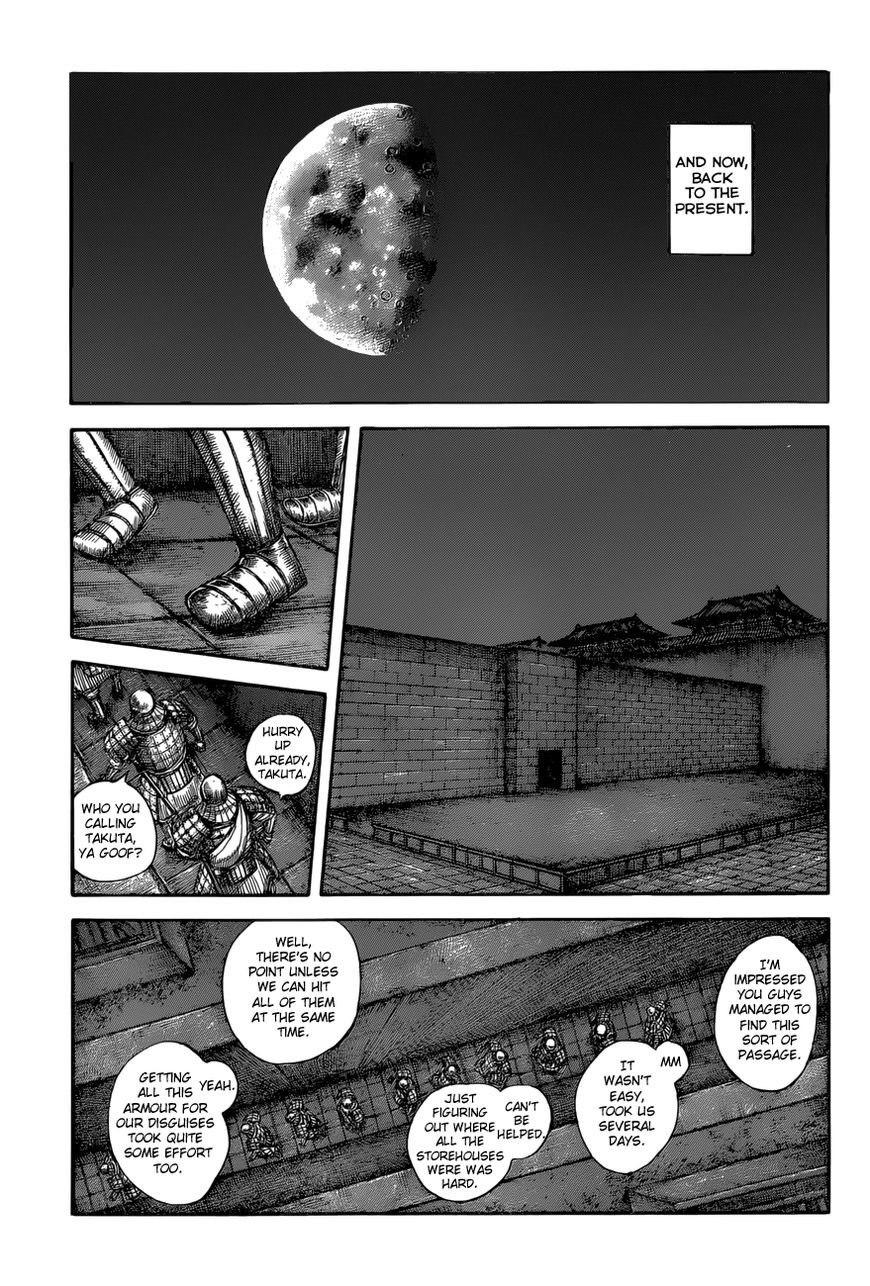 AND NOW,
BACK
TO THE
PRESENT.
HURRY
UP
ALREADY,
TAKUTA.
WHO YOU
CALLING
TAKUTA,
YA GOOF?
I'M
IMPRESSED
YOU GUYS
MANAGED TO
FIND THIS
SORT OF
PASSAGE.
MM
IT
WASN'T
EASY,
TOOK US
SEVERAL
DAYS.
CAN'T
BE
HELPED.
JUST
FIGURING
OUT WHERE
ALL THE
STOREHOUSES
WERE WAS
HARD.
WELL,
THERE'S NO
POINT UNLESS
WE CAN HIT
ALL OF THEM
AT THE SAME
TIME.
YEAH.
GETTING
ALL THIS
ARMOUR FOR
OUR DISGUISES
TOOK QUITE
SOME EFFORT
TOO.